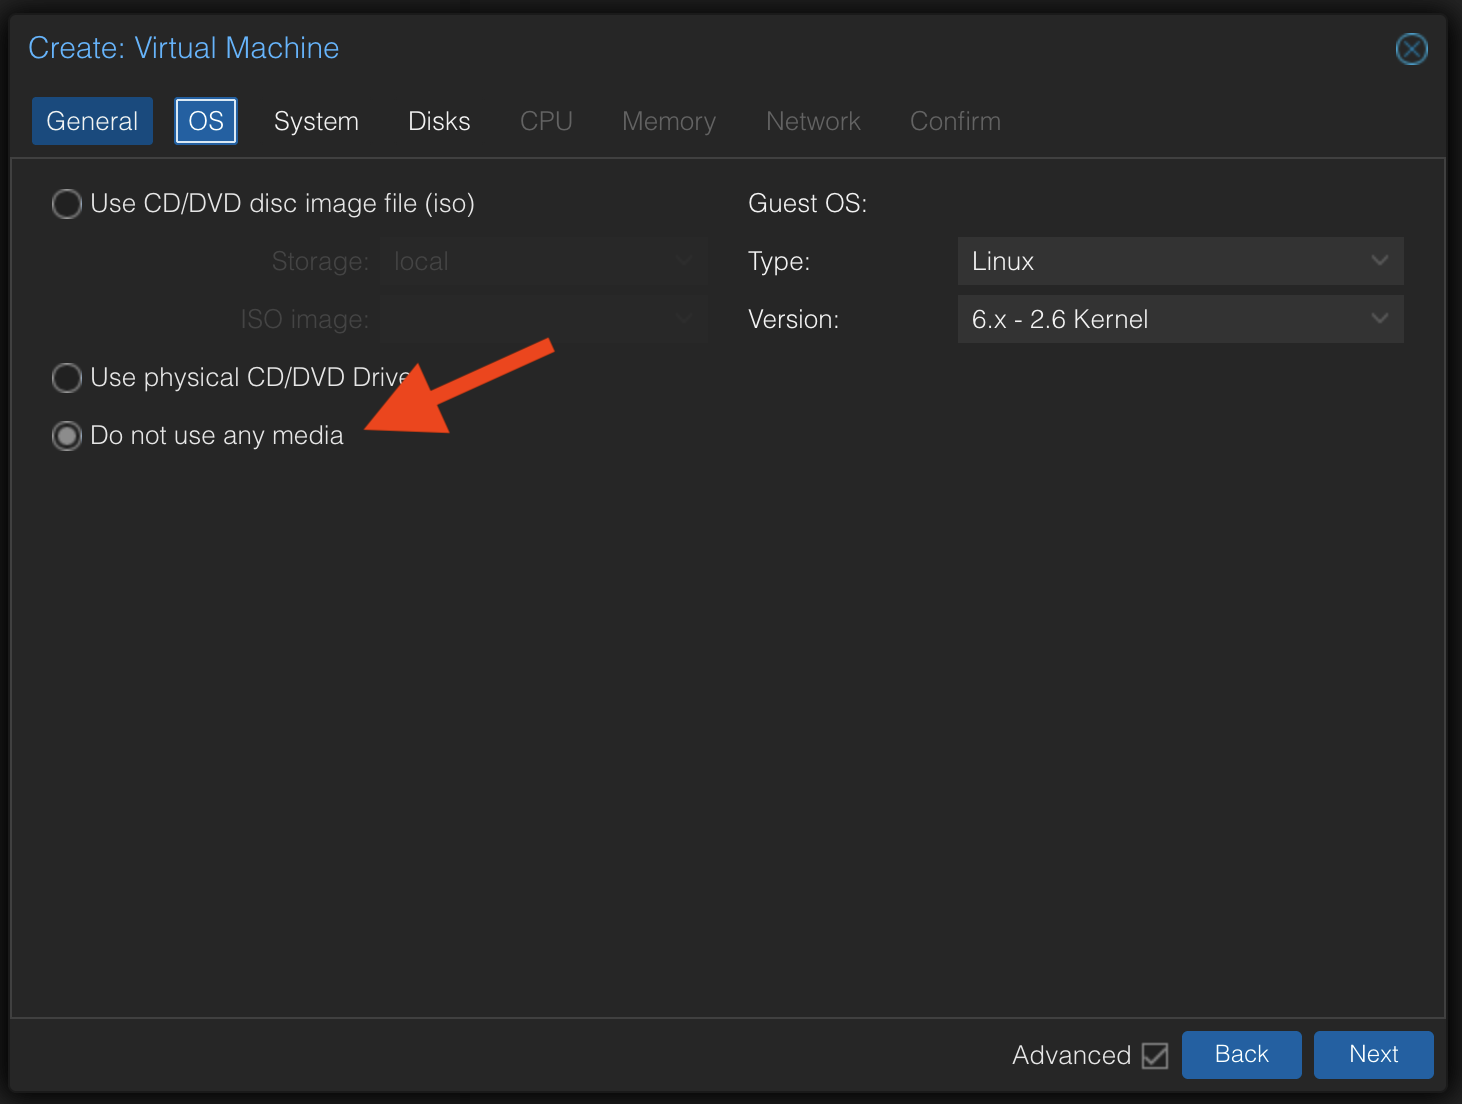 Create: Virtual Machine
General OS System Disks CPU Memory Network Confirm
Use CD/DVD disc image file (iso)
Storage: local
ISO image:
Use physical CD/DVD Drive
Do not use any media
Guest OS:
Type: Linux
Version: 6.x - 2.6 Kernel
Advanced Back Next